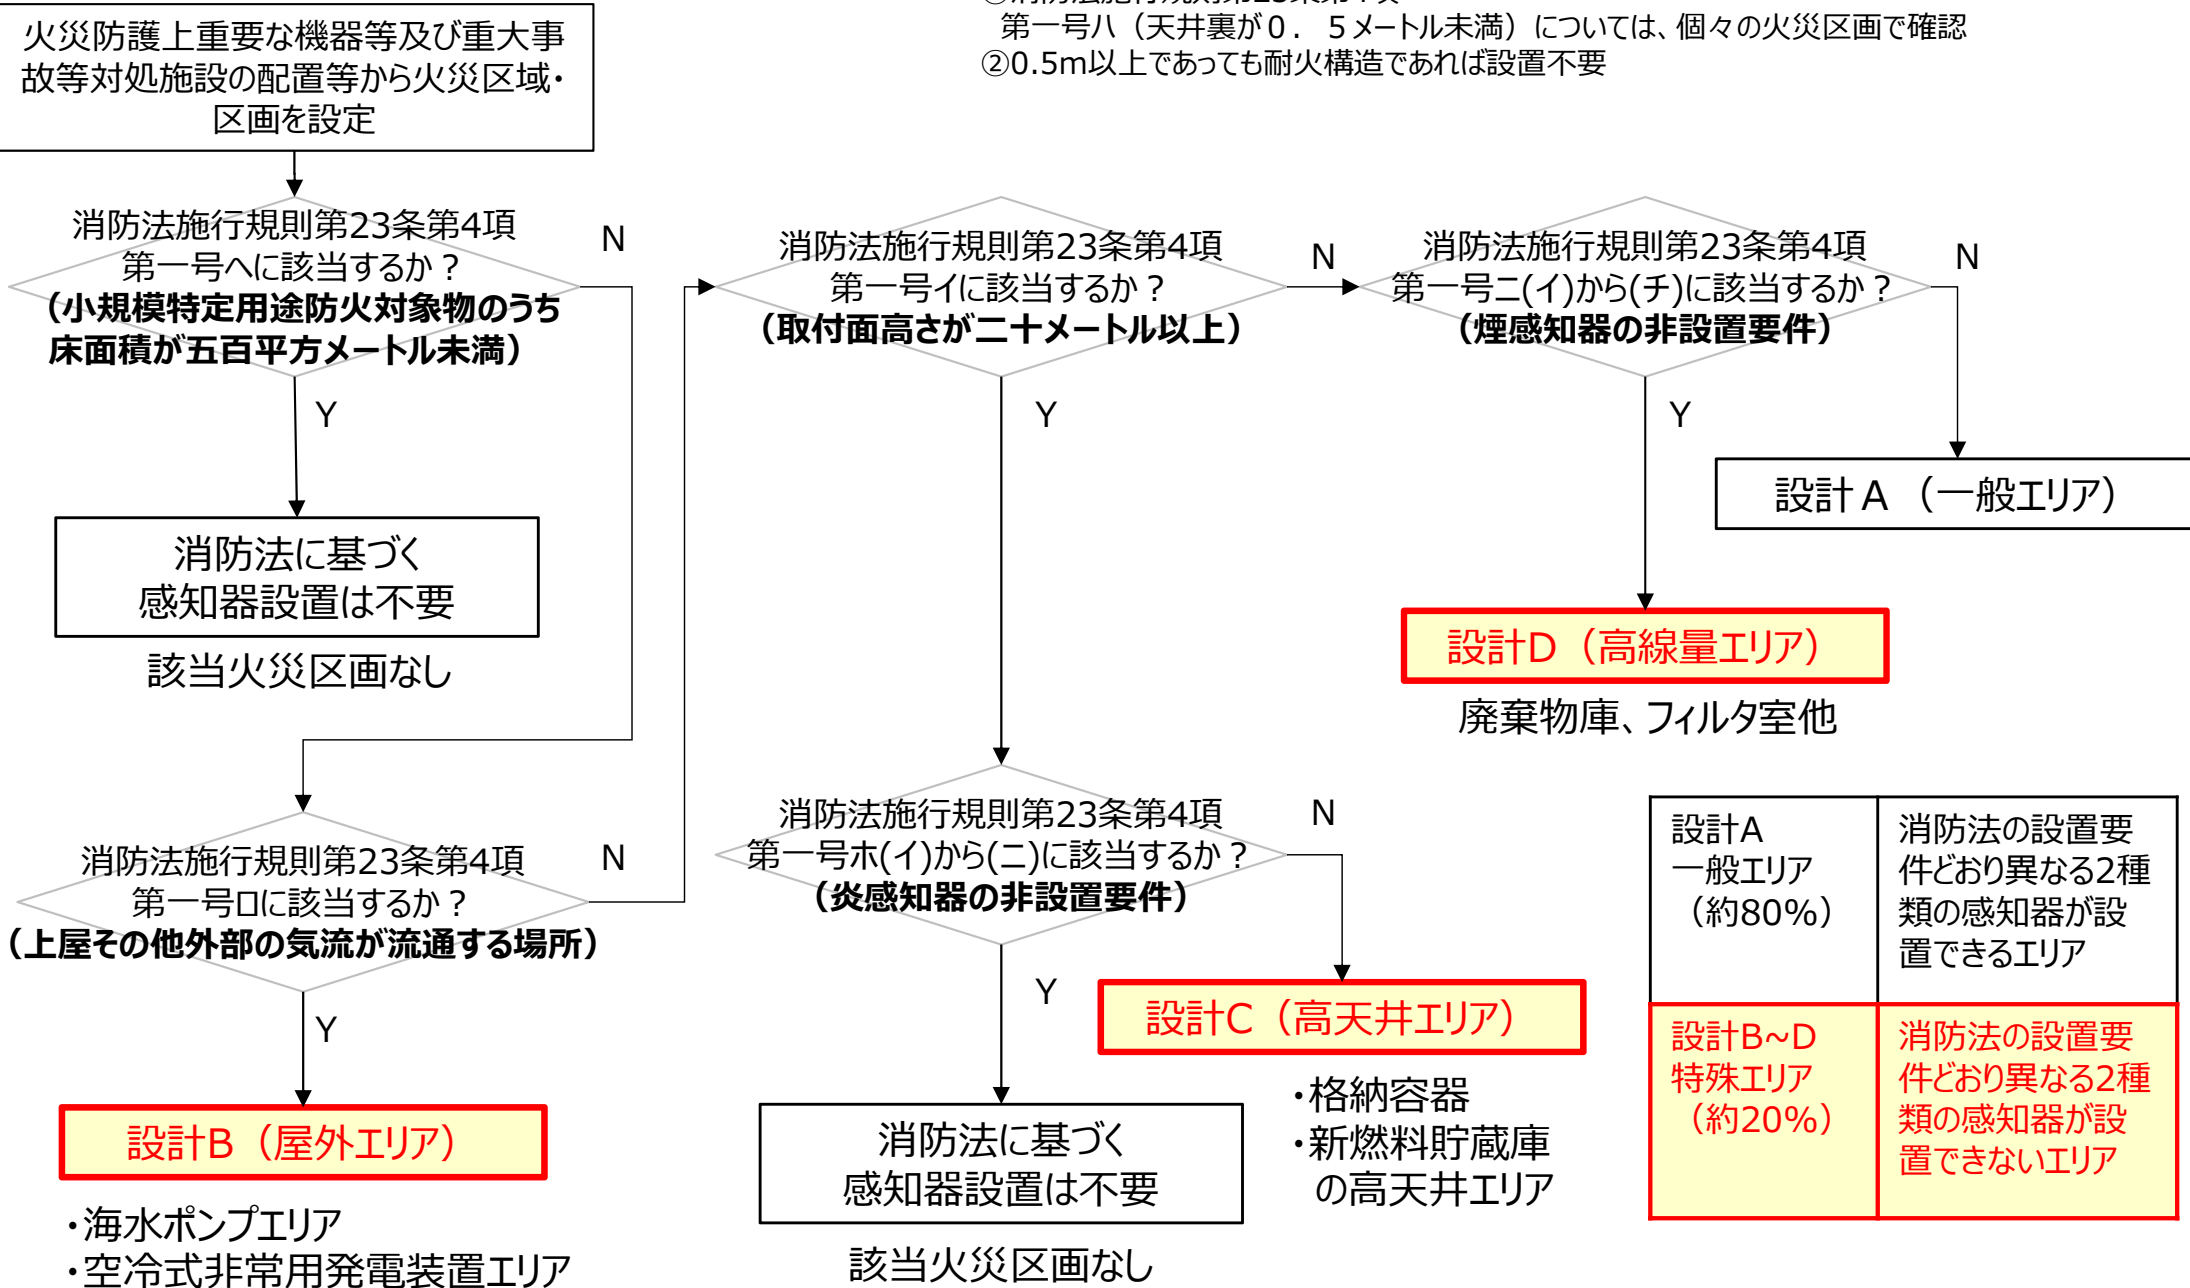 ①消防法施行規則第23条第4項
第一号ハ（天井裏が０．５メートル未満）については、個々の火災区画で確認
②0.5m以上であっても耐火構造であれば設置不要
火災防護上重要な機器等及び重大事
故等対処施設の配置等から火災区域・
区画を設定
消防法施行規則第23条第4項
第一号ヘに該当するか？
（小規模特定用途防火対象物のうち
床面積が五百平方メートル未満）
N
Y
消防法に基づく
感知器設置は不要
該当火災区画なし
消防法施行規則第23条第4項
第一号ロに該当するか？
（上屋その他外部の気流が流通する場所）
N
Y
設計B（屋外エリア）
・海水ポンプエリア
・空冷式非常用発電装置エリア
消防法施行規則第23条第4項
第一号イに該当するか？
（取付面高さが二十メートル以上）
N
Y
消防法施行規則第23条第4項
第一号ホ(イ)から(ニ)に該当するか？
（炎感知器の非設置要件）
N
Y
設計C（高天井エリア）
・格納容器
・新燃料貯蔵庫
の高天井エリア
消防法に基づく
感知器設置は不要
該当火災区画なし
消防法施行規則第23条第4項
第一号ニ(イ)から(チ)に該当するか？
（煙感知器の非設置要件）
N
Y
設計Ａ（一般エリア）
設計D（高線量エリア）
廃棄物庫、フィルタ室他
設計A
一般エリア
（約80%）
消防法の設置要
件どおり異なる2種
類の感知器が設
置できるエリア
設計B~D
特殊エリア
（約20%）
消防法の設置要
件どおり異なる2種
類の感知器が設
置できないエリア